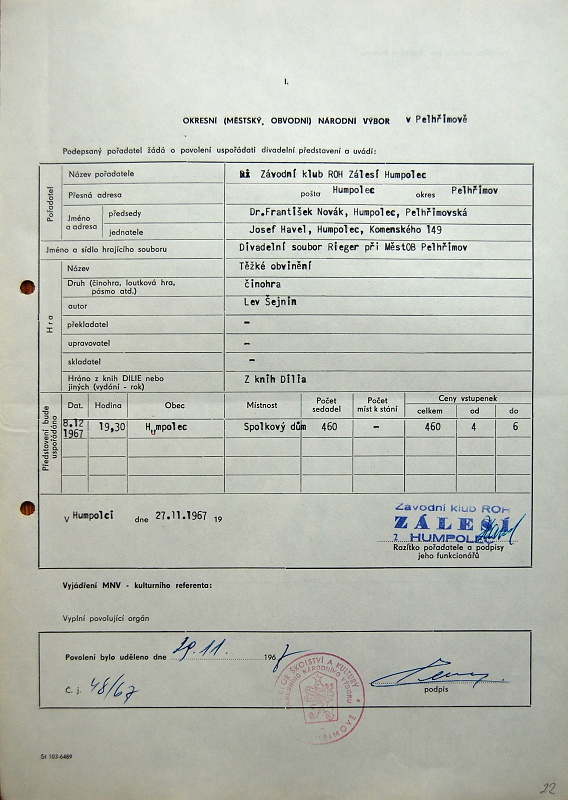 I.
OKRESNÍ (MĚSTSKÝ, OBVODNÍ) NÁRODNÍ VÝBOR v Pelhřimově
Podepsaný pořadatel žádá o povolení uspořádati divadelní představení a uvádí:
Pořadatel
Název pořadatele Závodní klub ROH Zálesí Humpolec
Přesná adresa pošta Humpolec okres Pelhřimov
Jméno a adresa předsedy Dr.František Novák, Humpolec, Pelhřimovská
jednatele Josef Havel, Humpolec, Komenského 149
Jméno a sídlo hrajícího souboru Divadelní soubor Rieger při MěstOB Pelhřimov
Hra
Název Těžké obvinění
Druh (činohra, loutková hra, pásmo atd.) činohra
autor Lev Šejnin
překladatel -
upravovatel -
skladatel -
Hráno z knih DILIE nebo jiných (vydání - rok) Z knih Dilia
Představení bude uspořádáno
Dat. Hodina Obec Místnost Počet sedadel Počet míst k stání Ceny vstupenek celkem od do
8.12 1967 19,30 Humpolec Spolkový dům 460 - 460 4 6
V Humpolci dne 27.11.1967 19
Závodní klub ROH
ZÁLESÍ
2 HUMPOLEC
Razítko pořadatele a podpisy
jeho funkcionářů
Vyjádření MNV - kulturního referenta:
Vyplní povolující orgán
Povolení bylo uděleno dne 29.11. 1967
Č. j. 48/67
podpis
St 103-6489
22